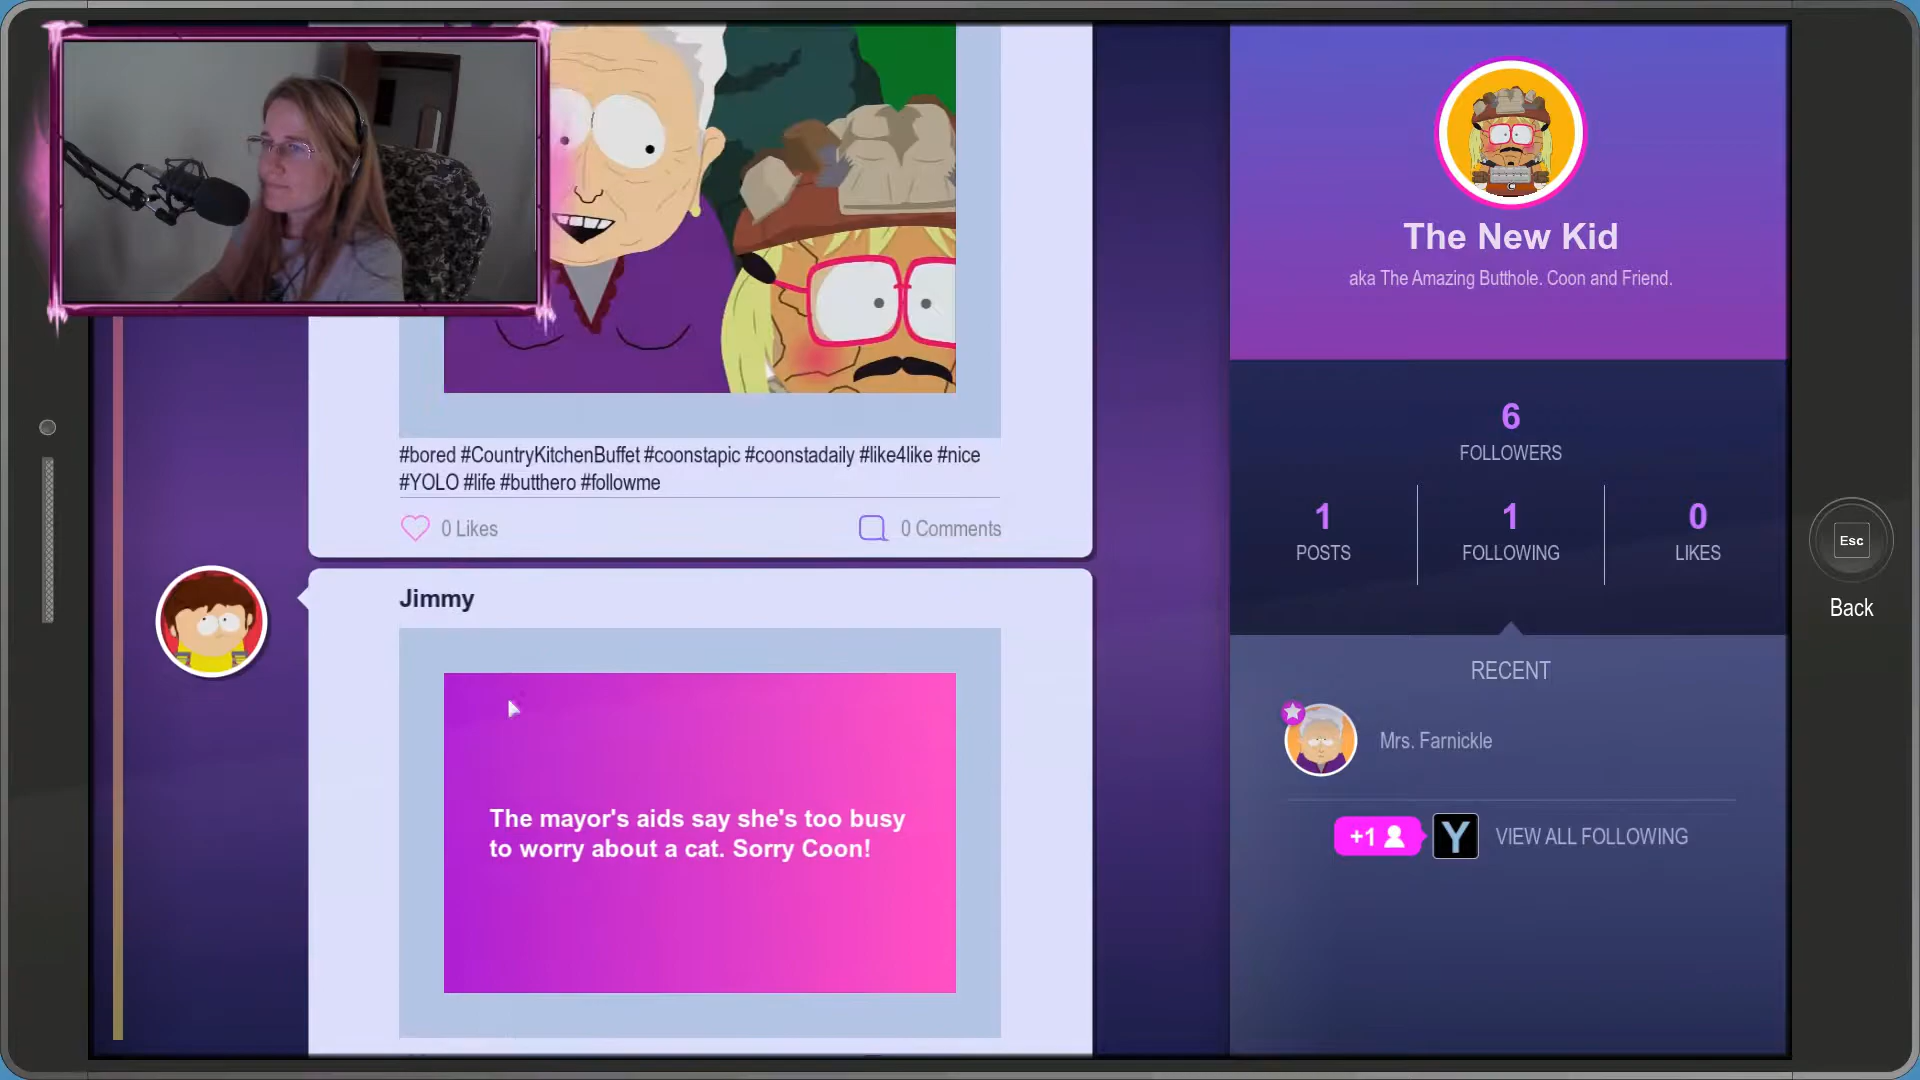 #bored #CountryKitchenBuffet #coonstapic #coonstadaily #like4like #nice
#YOLO #life #butthero #followme
0 Likes
0 Comments
Jimmy
The mayor's aids say she's too busy
to worry about a cat. Sorry Coon!
The New Kid
aka The Amazing Butthole. Coon and Friend.
6
FOLLOWERS
1
POSTS
1
FOLLOWING
0
LIKES
RECENT
Mrs. Farnickle
+1
Y
VIEW ALL FOLLOWING
Esc
Back